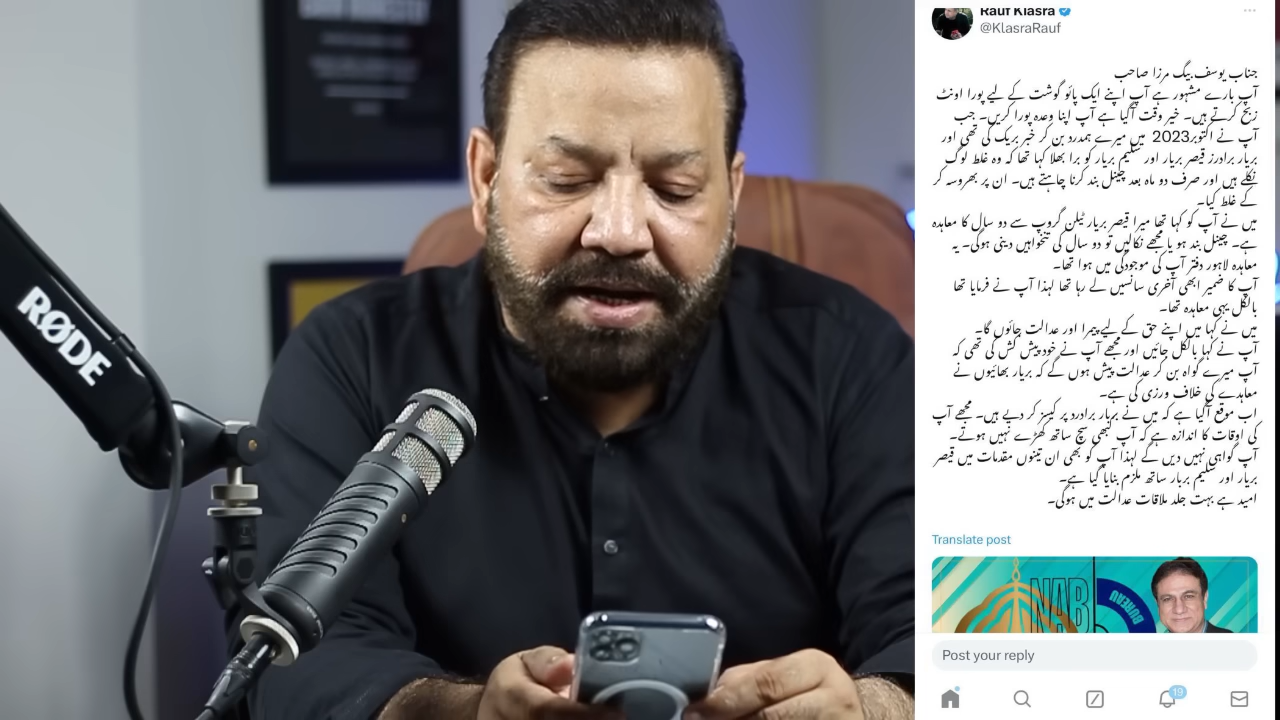 RØDE
Rauf Klasra
@KlasraRauf
جناب یوسف بیگ مرزا صاحب
آپ بارے مشہور ہے آپ اپنے ایک پائو گوشت کے لیے پورا اونٹ
زبح کرتے ہیں۔ خیر وقت آگیا ہے آپ اپنا وعدہ پورا کریں۔ جب
آپ نے اکتوبر2023 میں میرے ہمدرد بن کر خبر بریک کی تھی اور
بریار برادرز قیصر بریار اور سلیم بریار کو برا بھلا کہا تھا کہ وہ غلط لوگ
نکلے ہیں اور صرف دو ماہ بعد چینل بند کرنا چاہتے ہیں۔ ان پر بھروسہ کر
کے غلط کیا۔
میں نے آپ کو کہا تھا میرا قیصر بریار ٹیلن گروپ سے دو سال کا معاہدہ
ہے۔ چینل بند ہو یا مجھے نکالیں تو دو سال کی تنخواہیں دینی ہوگی۔ یہ
معاہدہ لاہور دفتر آپ کی موجودگی میں ہوا تھا۔
آپ کا ضمیر ابھی آخری سانسیں لے رہا تھا لہذا آپ نے فرمایا تھا
بالکل یہی معاہدہ تھا۔
میں نے کہا میں اپنے حق کے لیے پیمرا اور عدالت جائوں گا۔
آپ نے کہا بالکل جائیں اور مجھے آپ نے خود پیش کش کی تھی کہ
آپ میرے گواہ بن کر عدالت پیش ہوں گے کہ بریار بھائیوں نے
معاہدے کی خلاف ورزی کی ہے۔
اب موقع آگیا ہے کہ میں نے بریار برادرد پر کیسز کر دیے ہیں۔ مجھے آپ
کی اوقات کا اندازہ ہے کہ آپ کبھی سچ ساتھ کھڑے نہیں ہوتے۔
آپ گواہی نہیں دیں گے لہذا آپ کو بھی ان تینوں مقدمات میں قیصر
بریار اور سلیم بریار ساتھ ملزم بنایا گیا ہے۔
امید ہے بہت جلد ملاقات عدالت میں ہوگی۔
Translate post
NAB
BUREAU
Post your reply
19